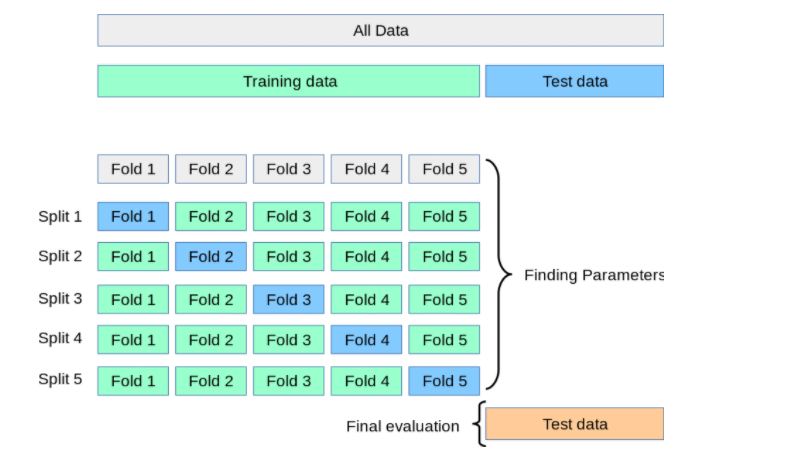 All Data
Training data Test data
Fold 1 Fold 2 Fold 3 Fold 4 Fold 5
Split 1 Fold 1 Fold 2 Fold 3 Fold 4 Fold 5
Split 2 Fold 1 Fold 2 Fold 3 Fold 4 Fold 5
Finding Parameters
Split 3 Fold 1 Fold 2 Fold 3 Fold 4 Fold 5
Split 4 Fold 1 Fold 2 Fold 3 Fold 4 Fold 5
Split 5 Fold 1 Fold 2 Fold 3 Fold 4 Fold 5
Final evaluation Test data